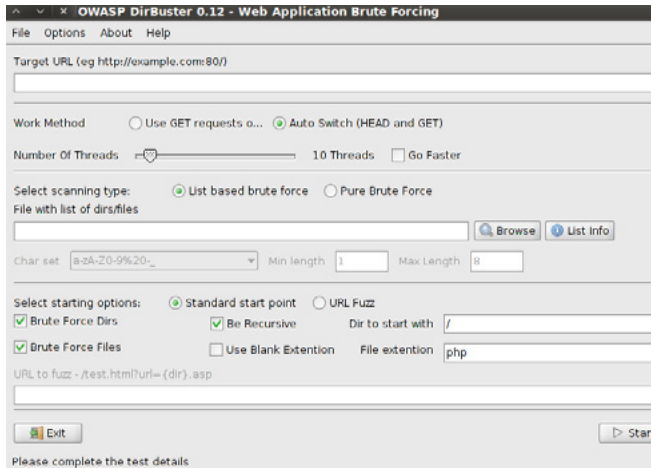 OWASP DirBuster 0.12 - Web Application Brute Forcing
File Options About Help
Target URL (eg http://example.com:80/)
Work Method Use GET requests o... Auto Switch (HEAD and GET)
Number Of Threads 10 Threads Go Faster
Select scanning type: List based brute force Pure Brute Force
File with list of dirs/files
Browse List Info
Char set a-zA-Z0-9%20-_ Min length 1 Max Length 8
Select starting options: Standard start point URL Fuzz
Brute Force Dirs Be Recursive Dir to start with /
Brute Force Files Use Blank Extention File extention php
URL to fuzz - /test.html?url={dir}.asp
Exit Star
Please complete the test details